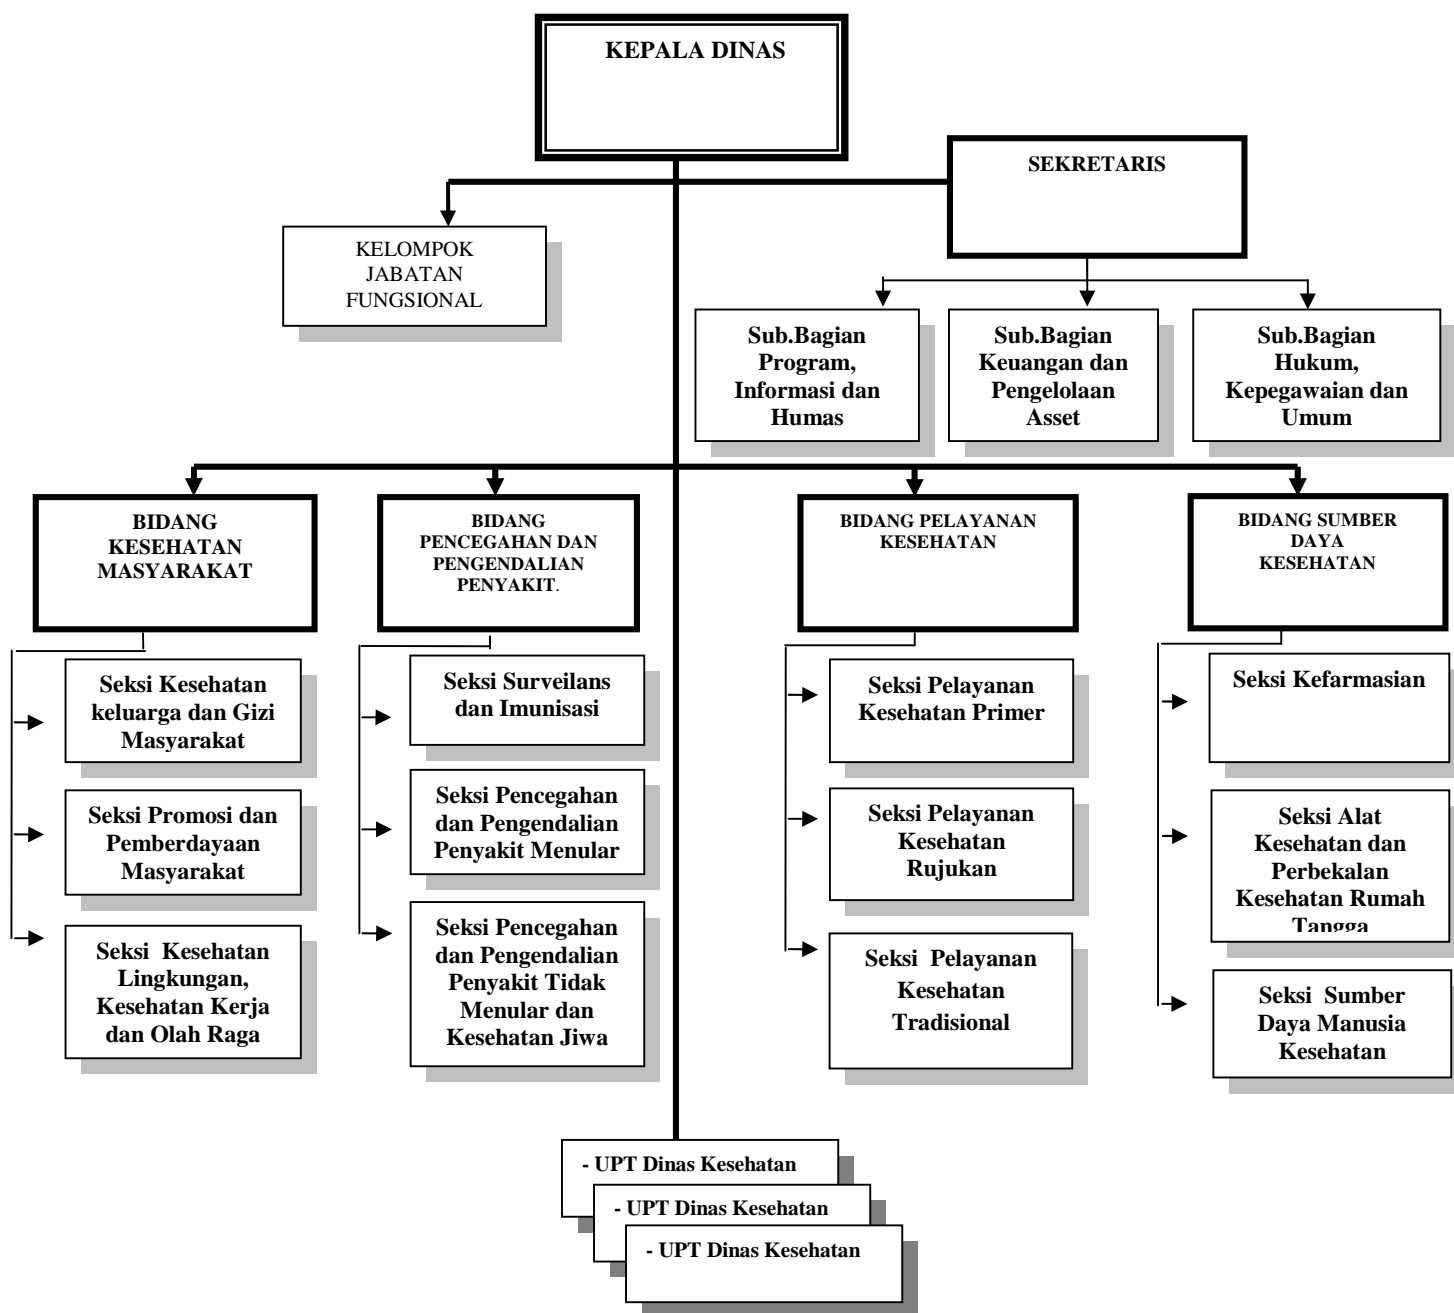 KEPALA DINAS
SEKRETARIS
KELOMPOK
JABATAN
FUNGSIONAL
Sub.Bagian
Program,
Informasi dan
Humas
Sub.Bagian
Keuangan dan
Pengelolaan
Asset
Sub.Bagian
Hukum,
Kepegawaian dan
Umum
BIDANG
KESEHATAN
MASYARAKAT
BIDANG
PENCEGAHAN DAN
PENGENDALIAN
PENYAKIT.
BIDANG PELAYANAN
KESEHATAN
BIDANG SUMBER
DAYA
KESEHATAN
Seksi Kesehatan
keluarga dan Gizi
Masyarakat
Seksi Promosi dan
Pemberdayaan
Masyarakat
Seksi  Kesehatan
Lingkungan,
Kesehatan Kerja
dan Olah Raga
Seksi Surveilans
dan Imunisasi
Seksi Pencegahan
dan Pengendalian
Penyakit Menular
Seksi Pencegahan
dan Pengendalian
Penyakit Tidak
Menular dan
Kesehatan Jiwa
Seksi Pelayanan
Kesehatan Primer
Seksi Pelayanan
Kesehatan
Rujukan
Seksi  Pelayanan
Kesehatan
Tradisional
Seksi Kefarmasian
Seksi Alat
Kesehatan dan
Perbekalan
Kesehatan Rumah
Tangga
Seksi  Sumber
Daya Manusia
Kesehatan
- UPT Dinas Kesehatan
- UPT Dinas Kesehatan
- UPT Dinas Kesehatan